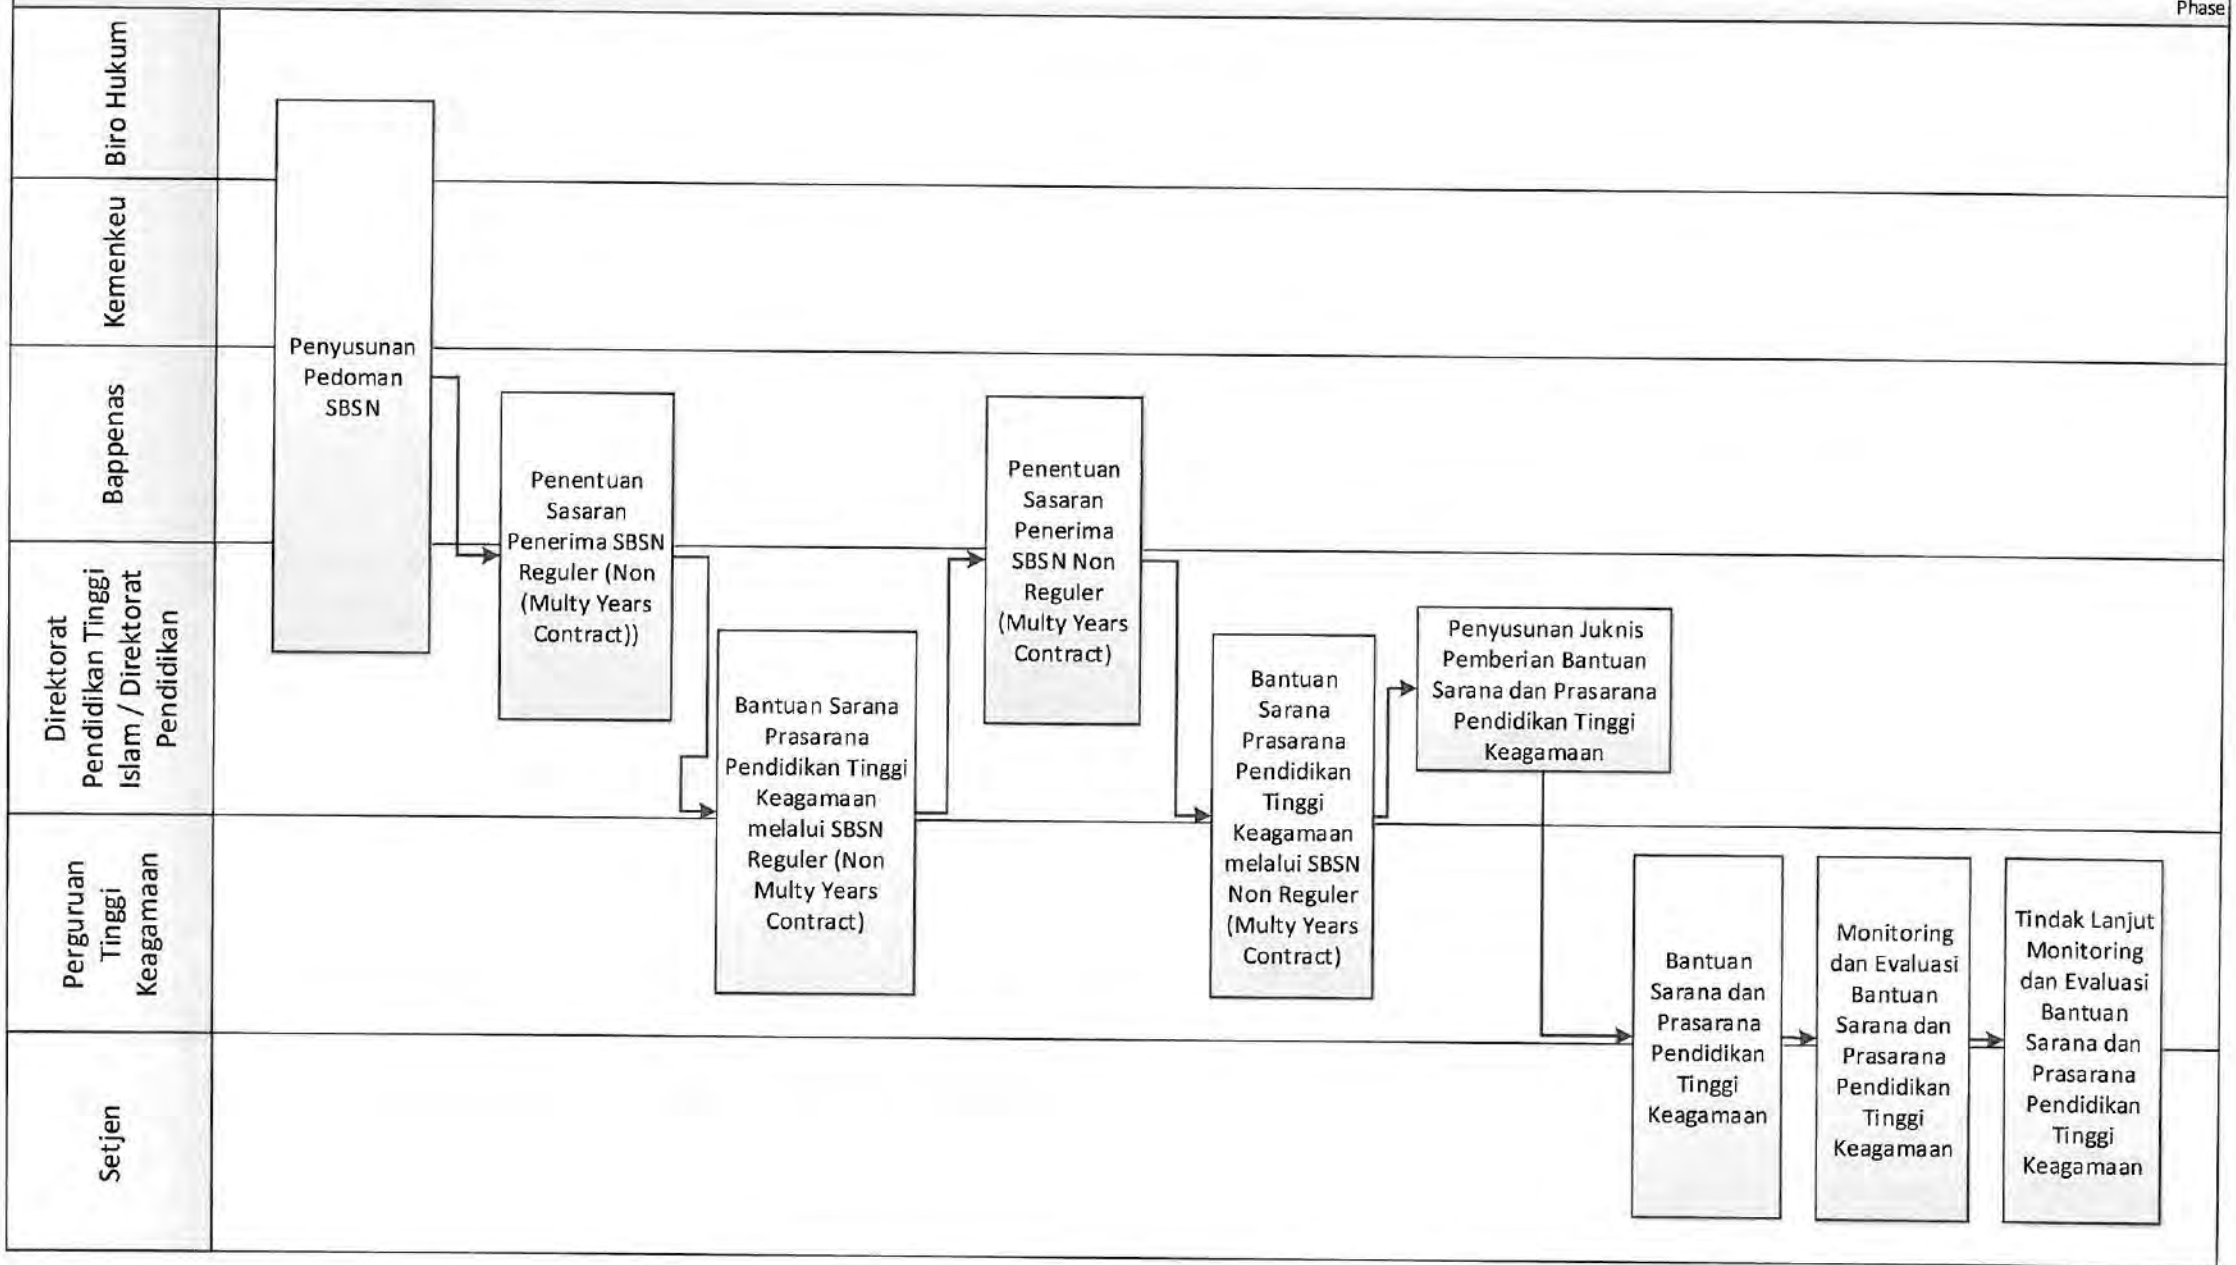 Phase
Biro Hukum
Kemenkeu
Bappenas
Direktorat
Pendidikan Tinggi
Islam / Direktorat
Pendidikan
Perguruan
Tinggi
Keagamaan
Setjen
Penyusunan
Pedoman
SBSN
Penentuan
Sasaran
Penerima SBSN
Reguler (Non
(Multy Years
Contract))
Bantuan Sarana
Prasarana
Pendidikan Tinggi
Keagamaan
melalui SBSN
Reguler (Non
Multy Years
Contract)
Penentuan
Sasaran
Penerima
SBSN Non
Reguler
(Multy Years
Contract)
Bantuan
Sarana
Prasarana
Pendidikan
Tinggi
Keagamaan
melalui SBSN
Non Reguler
(Multy Years
Contract)
Penyusunan Juknis
Pemberian Bantuan
Sarana dan Prasarana
Pendidikan Tinggi
Keagamaan
Bantuan
Sarana dan
Prasarana
Pendidikan
Tinggi
Keagamaan
Monitoring
dan Evaluasi
Bantuan
Sarana dan
Prasarana
Pendidikan
Tinggi
Keagamaan
Tindak Lanjut
Monitoring
dan Evaluasi
Bantuan
Sarana dan
Prasarana
Pendidikan
Tinggi
Keagamaan